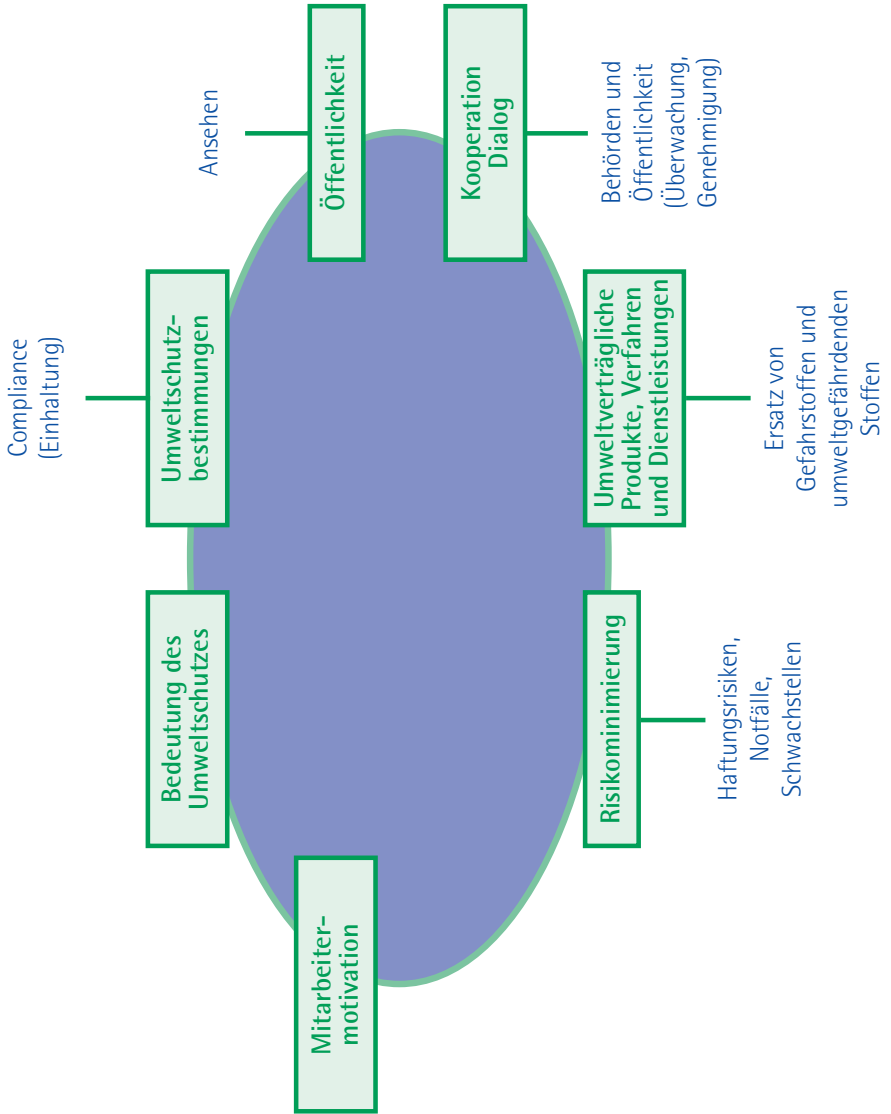 Compliance
(Einhaltung)
Ansehen
Bedeutung des
Umweltschutzes
Umweltschutz-
bestimmungen
Öffentlichkeit
Mitarbeiter-
motivation
Kooperation
Dialog
Behörden und
Öffentlichkeit
(Überwachung,
Genehmigung)
Risikominimierung
Haftungsrisiken,
Notfälle,
Schwachstellen
Umweltverträgliche
Produkte, Verfahren
und Dienstleistungen
Ersatz von
Gefahrstoffen und
umweltgefährdenden
Stoffen